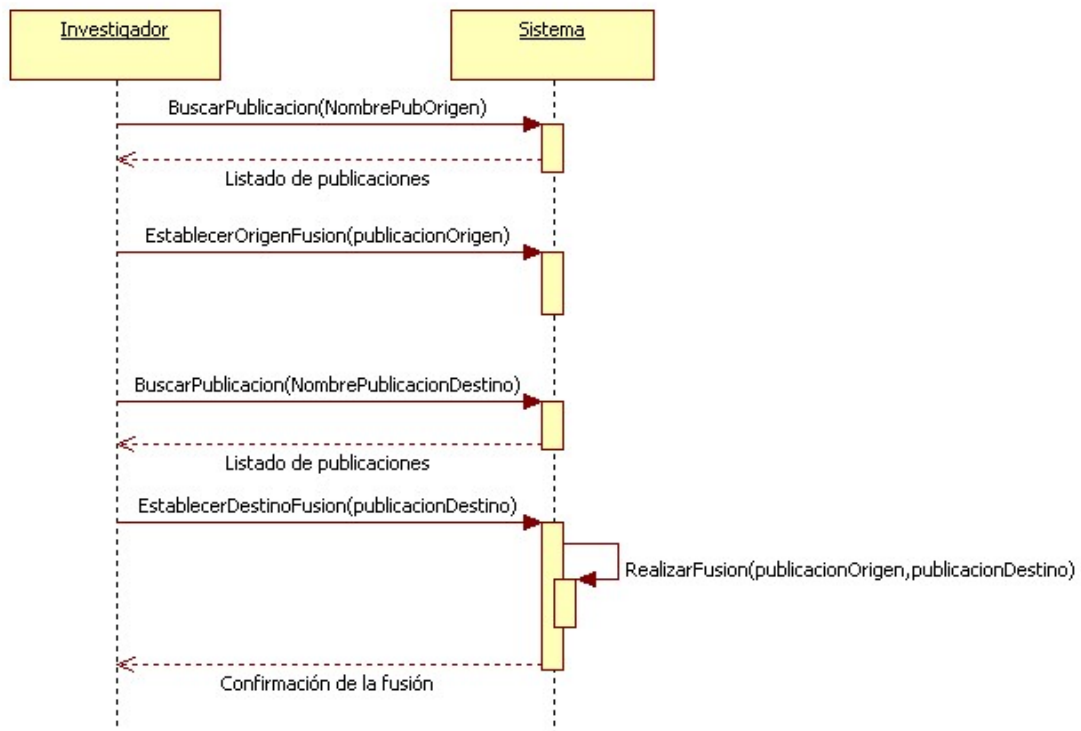 Investigador
Sistema
BuscarPublicacion(NombrePubOrigen)
Listado de publicaciones
EstablecerOrigenFusion(publicacionOrigen)
BuscarPublicacion(NombrePublicacionDestino)
Listado de publicaciones
EstablecerDestinoFusion(publicacionDestino)
RealizarFusion(publicacionOrigen,publicacionDestino)
Confirmación de la fusión